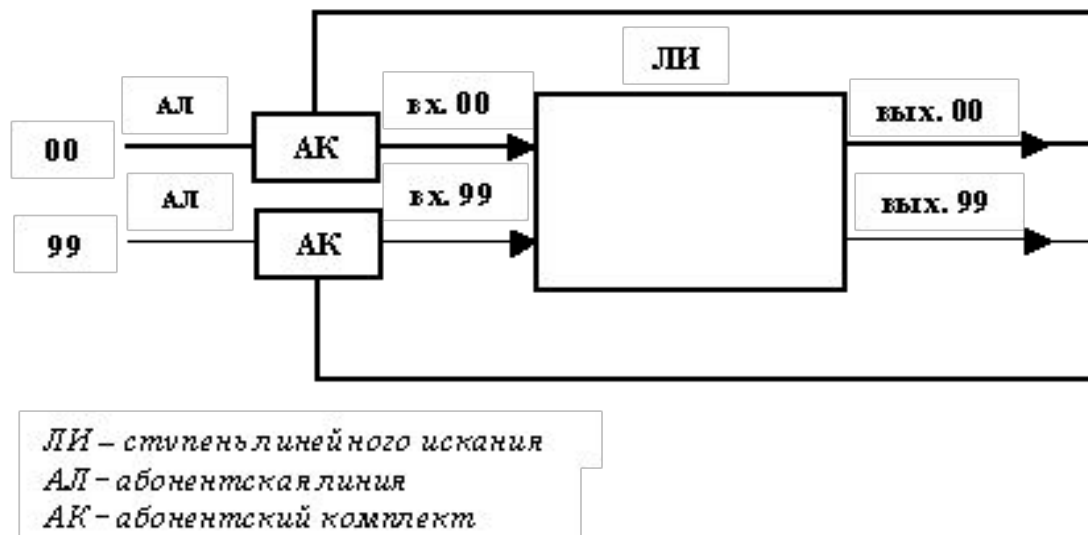 ЛИ
АЛ
вх. 00
вых. 00
00
АК
АЛ
вх. 99
вых. 99
99
АК
ЛИ – ступень линейного искания
АЛ – абонентская линия
АК – абонентский комплект